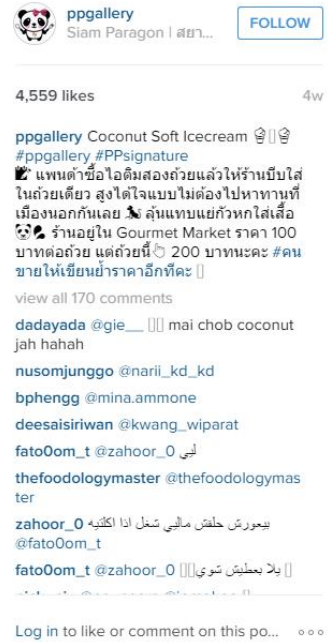 ppgallery
Siam Paragon | สยา...
FOLLOW
4,559 likes
4w
ppgallery Coconut Soft Icecream
#ppgallery #PPsignature
แพนด้าซื้อไอติมสองถ้วยแล้วให้ร้านบีบใส่
ในถ้วยเดียว สูงได้ใจแบบไม่ต้องไปหาทานที่
เมืองนอกกันเลย ลุ้นแทบแย่กัวหกใส่เสื้อ
ร้านอยู่ใน Gourmet Market ราคา 100
บาทต่อถ้วย แต่ถ้วยนี้ 200 บาทนะคะ #คน
ขายให้เขียนย้ำราคาอีกทีคะ
view all 170 comments
dadayada @gie__ mai chob coconut
jah hahah
nusomjunggo @narii_kd_kd
bphengg @mina.ammone
deesaisiriwan @kwang_wiparat
fato0om_t @zahoor_0 أبي
thefoodologymaster @thefoodologymas
ter
zahoor_0 بيعورش حلقش ماليي شغل اذا اكلتيه
@fato0om_t
fato0om_t @zahoor_0 يلا بعطيش شوي
Log in to like or comment on this po...